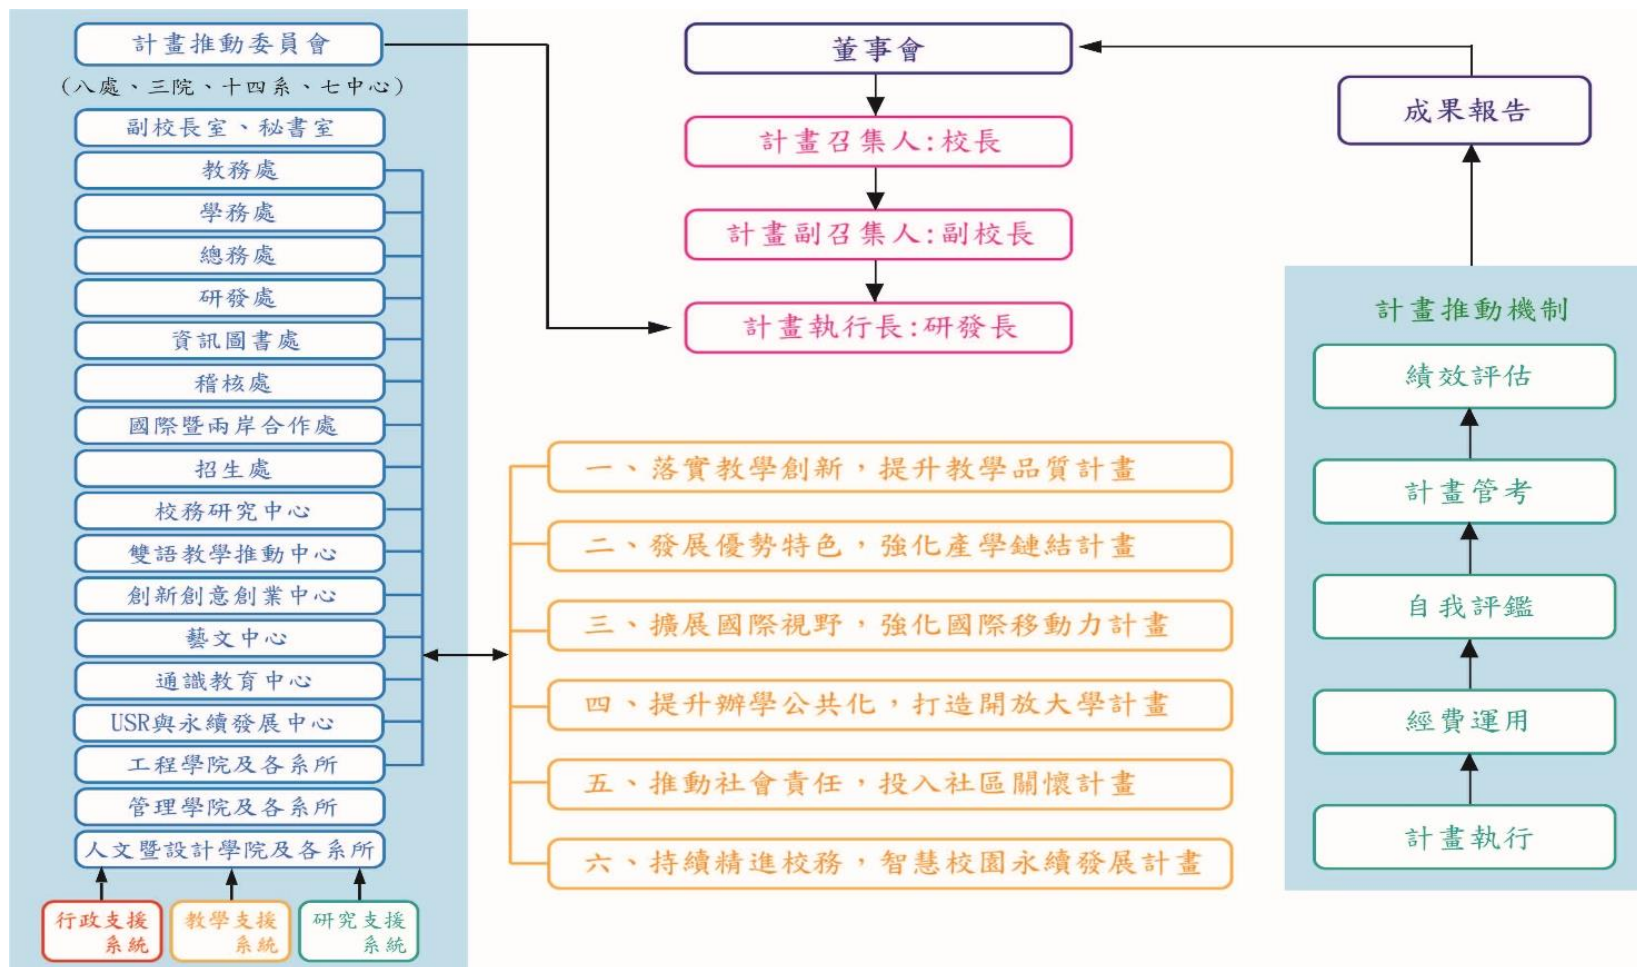 計畫推動委員會
(八處、三院、十四系、七中心)
副校長室、秘書室
教務處
學務處
總務處
研發處
資訊圖書處
稽核處
國際暨兩岸合作處
招生處
校務研究中心
雙語教學推動中心
創新創意創業中心
藝文中心
通識教育中心
USR與永續發展中心
工程學院及各系所
管理學院及各系所
人文暨設計學院及各系所
行政支援
系統
教學支援
系統
研究支援
系統
董事會
計畫召集人:校長
計畫副召集人:副校長
計畫執行長:研發長
一、落實教學創新，提升教學品質計畫
二、發展優勢特色，強化產學鏈結計畫
三、擴展國際視野，強化國際移動力計畫
四、提升辦學公共化，打造開放大學計畫
五、推動社會責任，投入社區關懷計畫
六、持續精進校務，智慧校園永續發展計畫
成果報告
計畫推動機制
績效評估
計畫管考
自我評鑑
經費運用
計畫執行